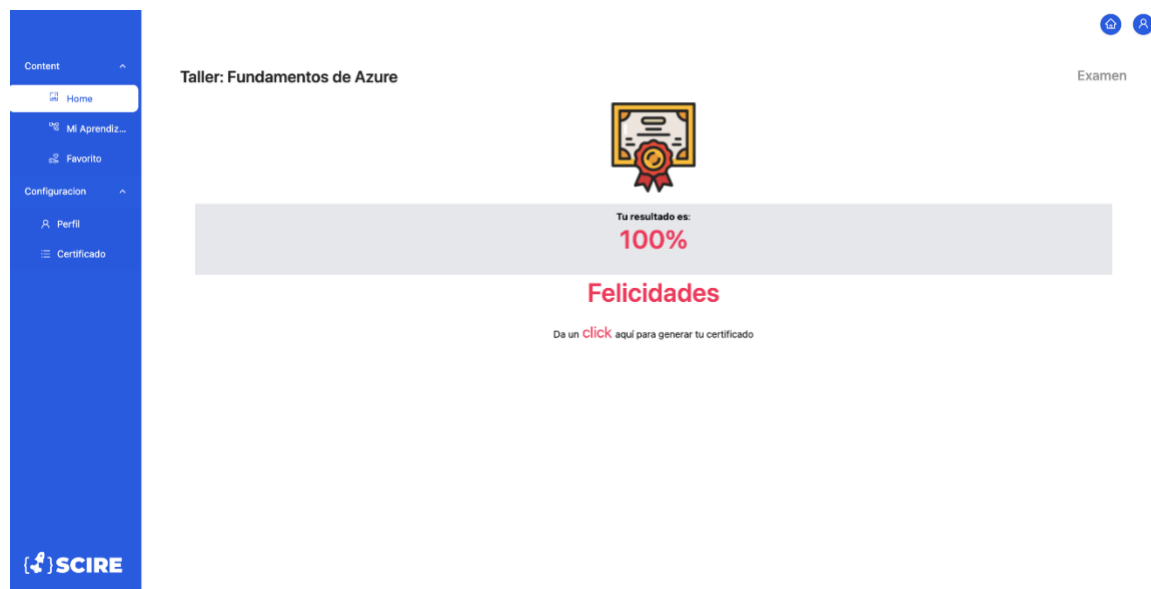 Content
Home
Mi Aprendiz...
Favorito
Configuracion
Perfil
Certificado
{ }SCIRE
Taller: Fundamentos de Azure
Examen
Tu resultado es:
100%
Felicidades
Da un click aquí para generar tu certificado